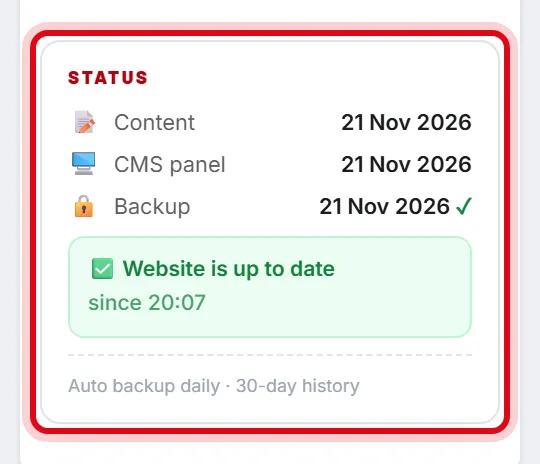 STATUS
Content 21 Nov 2026
CMS panel 21 Nov 2026
Backup 21 Nov 2026 ✓
Website is up to date
since 20:07
Auto backup daily · 30-day history